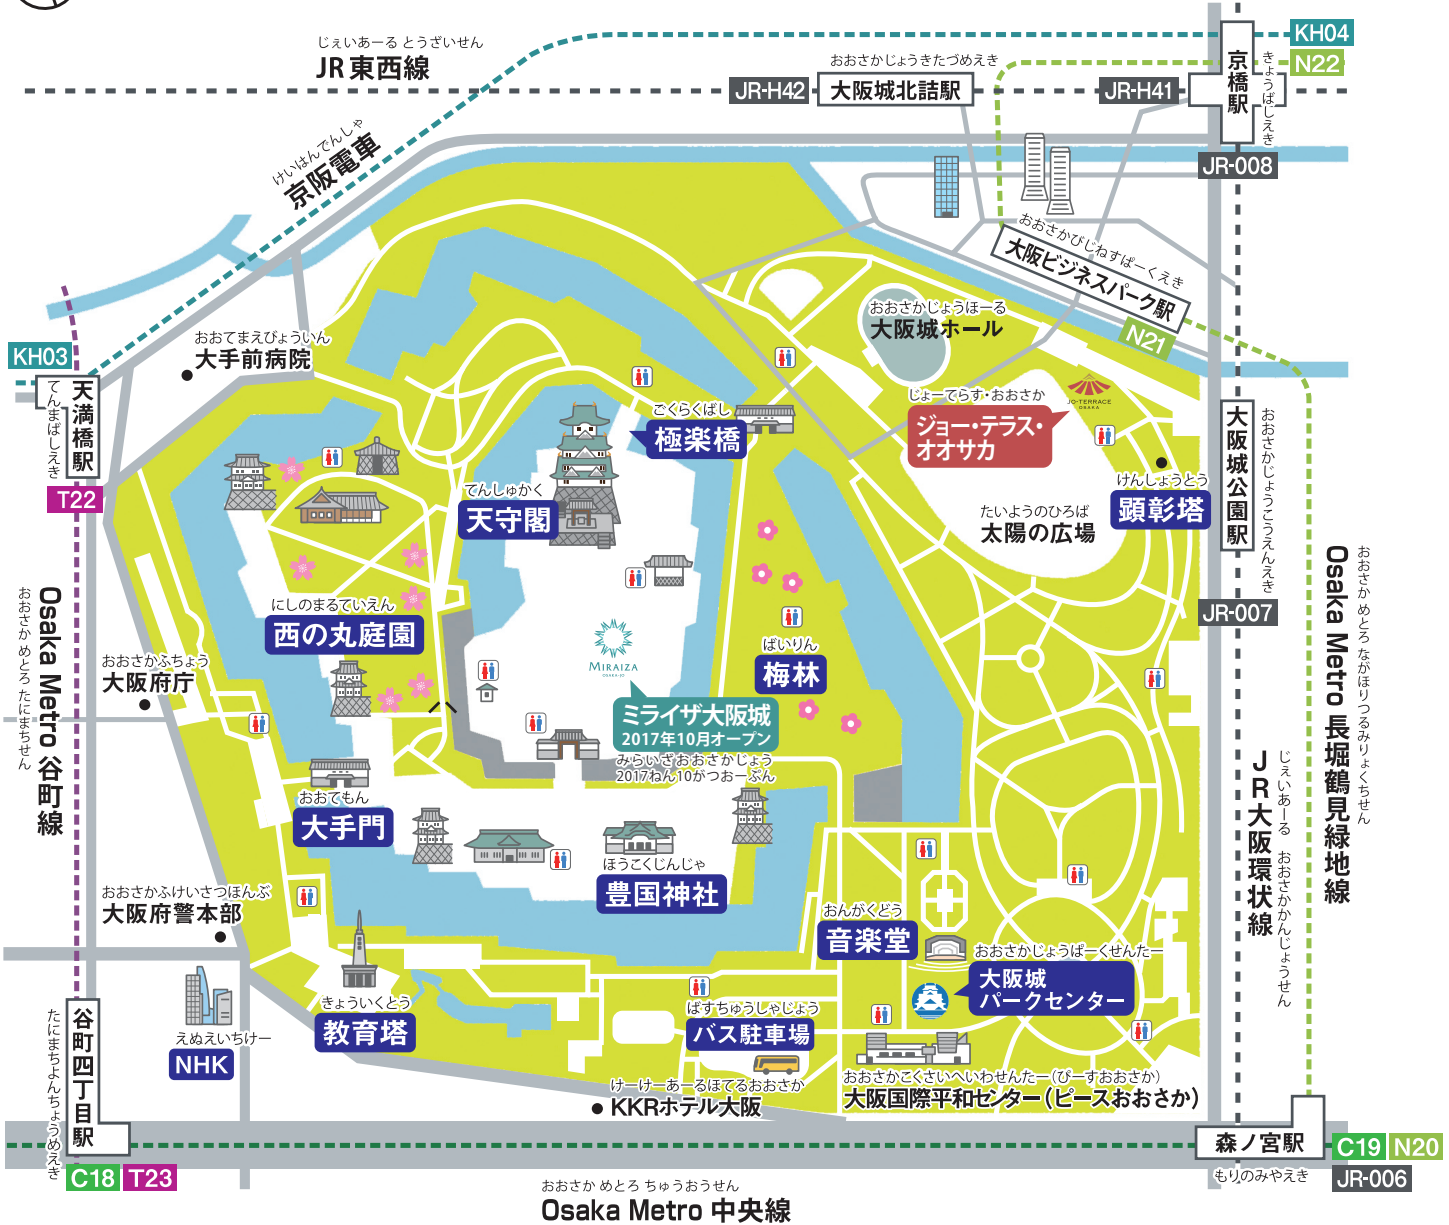 じぇいあーる とうざいせん
JR東西線
JR-H42
おおさかじょうきたづめえき
大阪城北詰駅
JR-H41
京橋駅
きょうばしえき
KH04
N22
JR-008
けいはんでんしゃ
京阪電車
おおさかびじねすぱーくえき
大阪ビジネスパーク駅
N21
KH03
天満橋駅
てんまばしえき
T22
おおてまえびょういん
大手前病院
おおさかじょうほーる
大阪城ホール
じょーてらす・おおさか
ジョー・テラス・
オオサカ
JO-TERRACE
OSAKA
ごくらくばし
極楽橋
てんしゅかく
天守閣
けんしょうとう
顕彰塔
たいようのひろば
太陽の広場
大阪城公園駅
おおさかじょうこうえんえき
JR-007
にしのまるていえん
西の丸庭園
MIRAIZA
OSAKA-JO
ミライザ大阪城
2017年10月オープン
みらいざおおさかじょう
2017ねん10がつおーぷん
ばいりん
梅林
おおさかふちょう
大阪府庁
Osaka Metro 谷町線
おおさか めとろ たにまちせん
おおさか めとろ ながほりつるみりょくちせん
Osaka Metro 長堀鶴見緑地線
じぇいあーる おおさかかんじょうせん
JR大阪環状線
おおてもん
大手門
ほうこくじんじゃ
豊国神社
おおさかふけいさつほんぶ
大阪府警本部
おんがくどう
音楽堂
おおさかじょうぱーくせんたー
大阪城
パークセンター
きょういくとう
教育塔
えぬえいちけー
NHK
ばすちゅうしゃじょう
バス駐車場
けーけーあーるほてるおおさか
KKRホテル大阪
おおさかこくさいへいわせんたー(ぴーすおおさか)
大阪国際平和センター(ピースおおさか)
谷町四丁目駅
たにまちよんちょうめえき
C18
T23
森ノ宮駅
もりのみやえき
C19
N20
JR-006
おおさか めとろ ちゅうおうせん
Osaka Metro 中央線